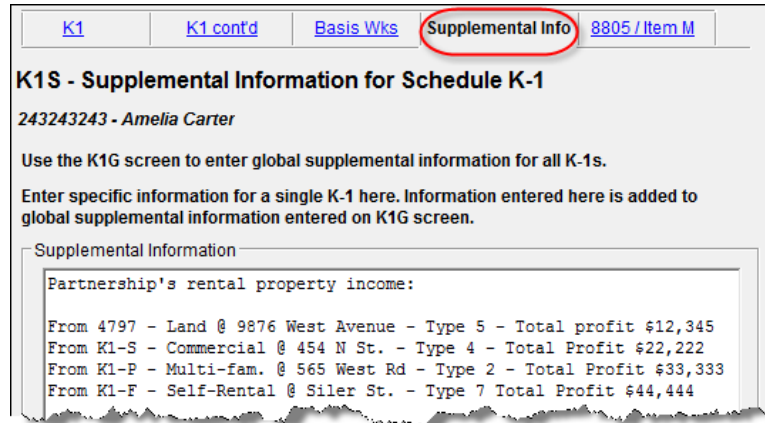 K1 K1 cont'd Basis Wks Supplemental Info 8805 / Item M
K1S - Supplemental Information for Schedule K-1
243243243 - Amelia Carter
Use the K1G screen to enter global supplemental information for all K-1s.
Enter specific information for a single K-1 here. Information entered here is added to
global supplemental information entered on K1G screen.
Supplemental Information
Partnership's rental property income:
From 4797 - Land @ 9876 West Avenue - Type 5 - Total profit $12,345
From K1-S - Commercial @ 454 N St. - Type 4 - Total Profit $22,222
From K1-P - Multi-fam. @ 565 West Rd - Type 2 - Total Profit $33,333
From K1-F - Self-Rental @ Siler St. - Type 7 Total Profit $44,444